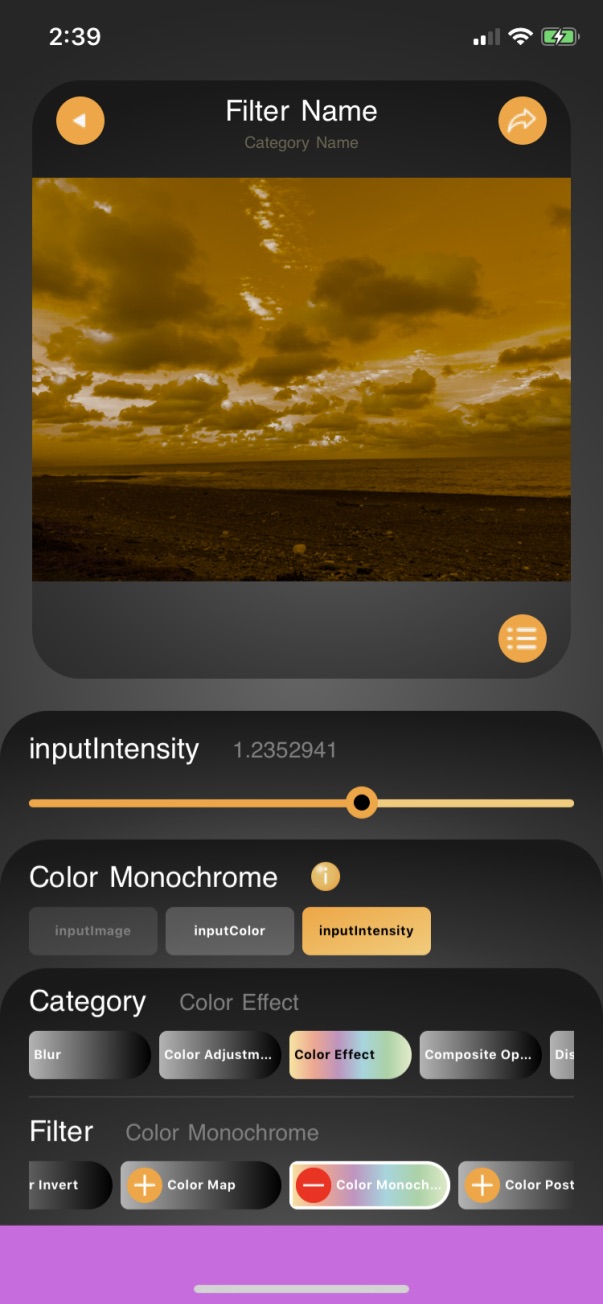 2:39
Filter Name
Category Name
inputIntensity 1.2352941
Color Monochrome i
inputImage inputColor inputIntensity
Category Color Effect
Blur Color Adjustm... Color Effect Composite Op... Dis
Filter Color Monochrome
r Invert Color Map Color Monoch... Color Post